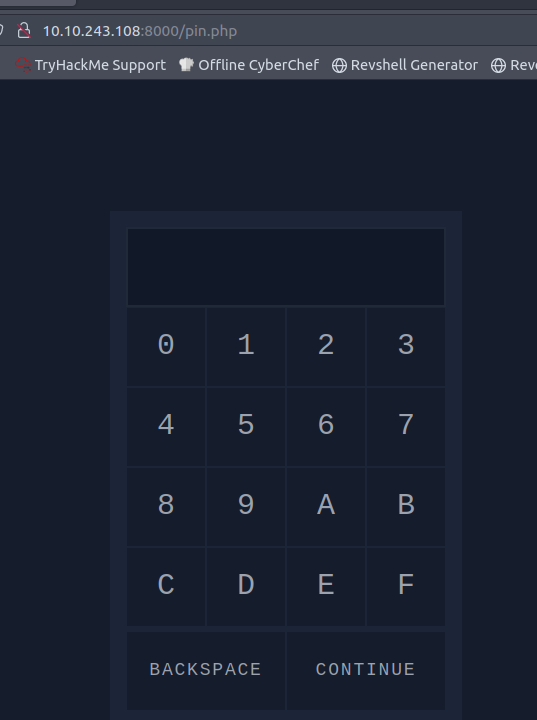 10.10.243.108:8000/pin.php
TryHackMe Support Offline CyberChef Revshell Generator Reve
0 1 2 3
4 5 6 7
8 9 A B
C D E F
BACKSPACE CONTINUE